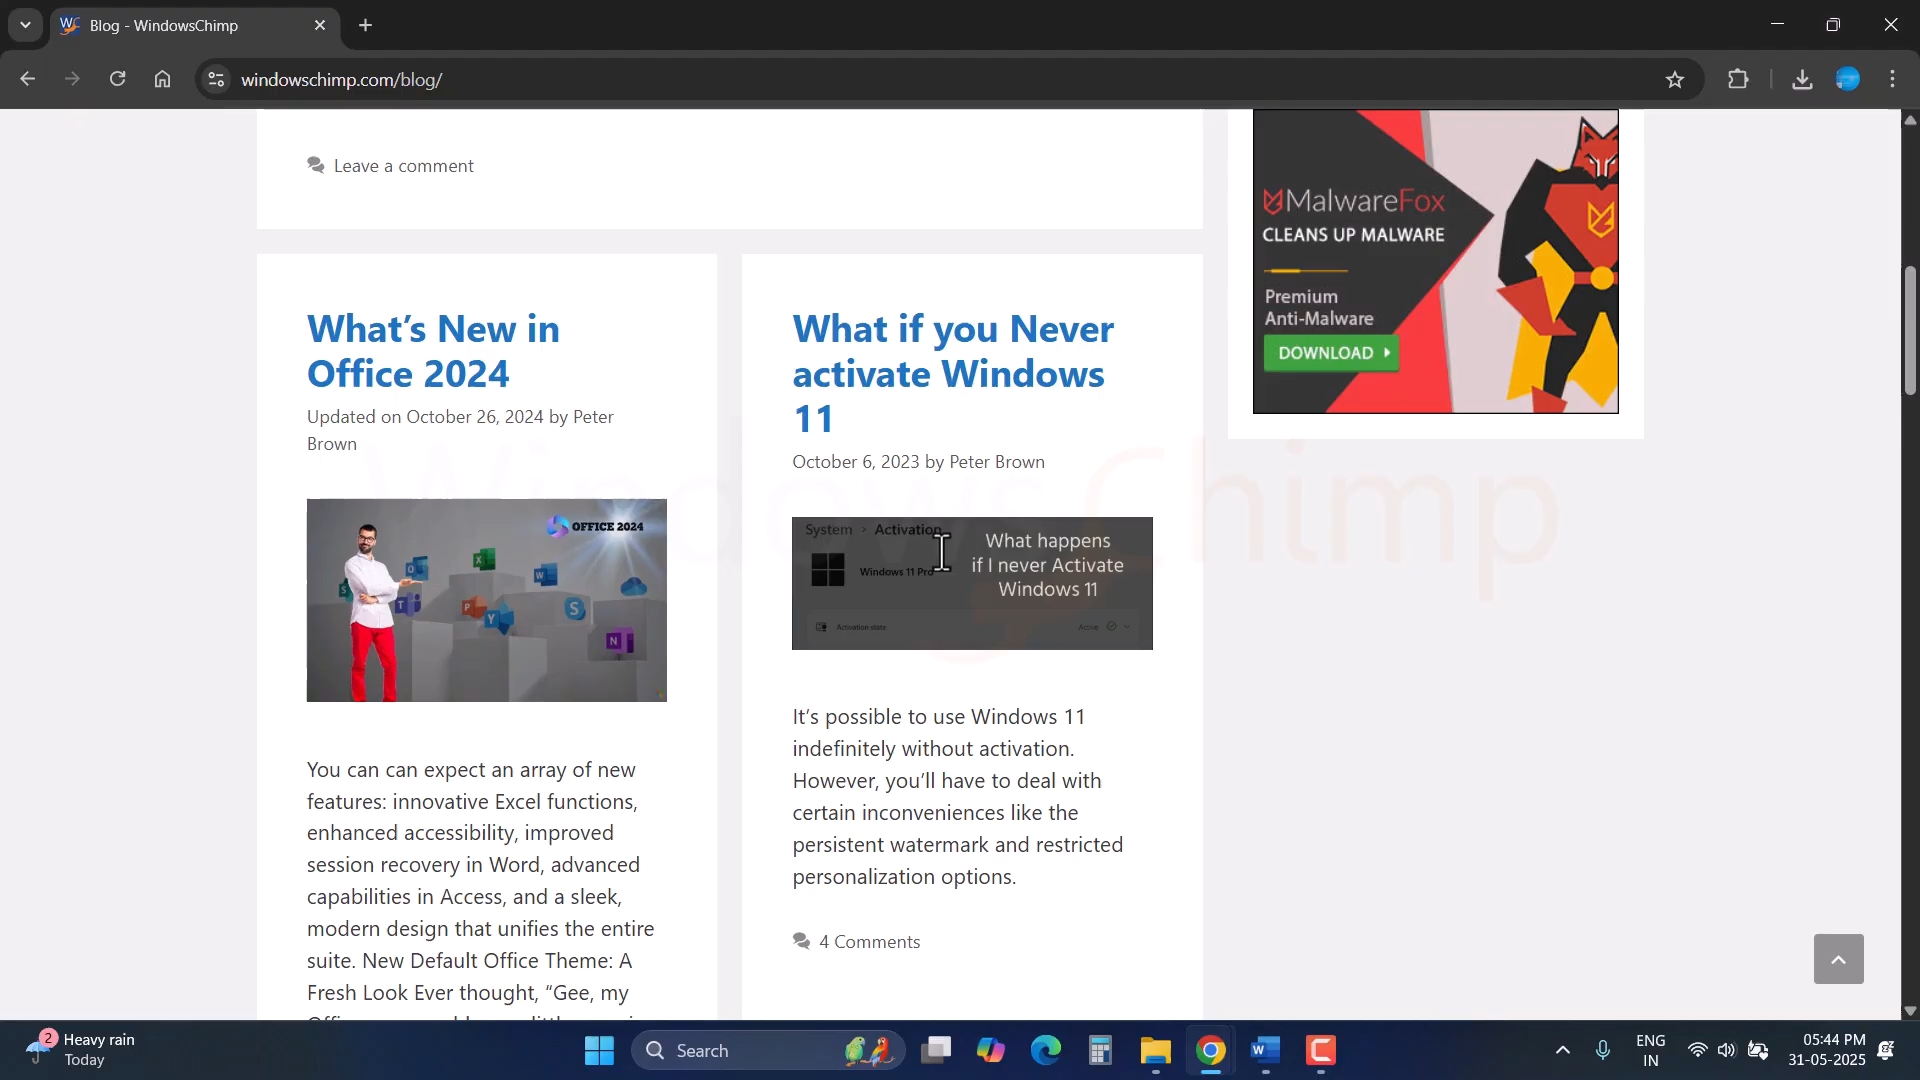 Blog - WindowsChimp
windowschimp.com/blog/
Leave a comment
What’s New in
Office 2024
Updated on October 26, 2024 by Peter
Brown
OFFICE 2024
You can can expect an array of new
features: innovative Excel functions,
enhanced accessibility, improved
session recovery in Word, advanced
capabilities in Access, and a sleek,
modern design that unifies the entire
suite. New Default Office Theme: A
Fresh Look Ever thought, “Gee, my
What if you Never
activate Windows
11
October 6, 2023 by Peter Brown
System > Activation
Windows 11 Pro
Activation state
Active
What happens
if I never Activate
Windows 11
It’s possible to use Windows 11
indefinitely without activation.
However, you’ll have to deal with
certain inconveniences like the
persistent watermark and restricted
personalization options.
4 Comments
MalwareFox
CLEANS UP MALWARE
Premium
Anti-Malware
DOWNLOAD
WindowsChimp
2
Heavy rain
Today
Search
ENG
IN
05:44 PM
31-05-2025